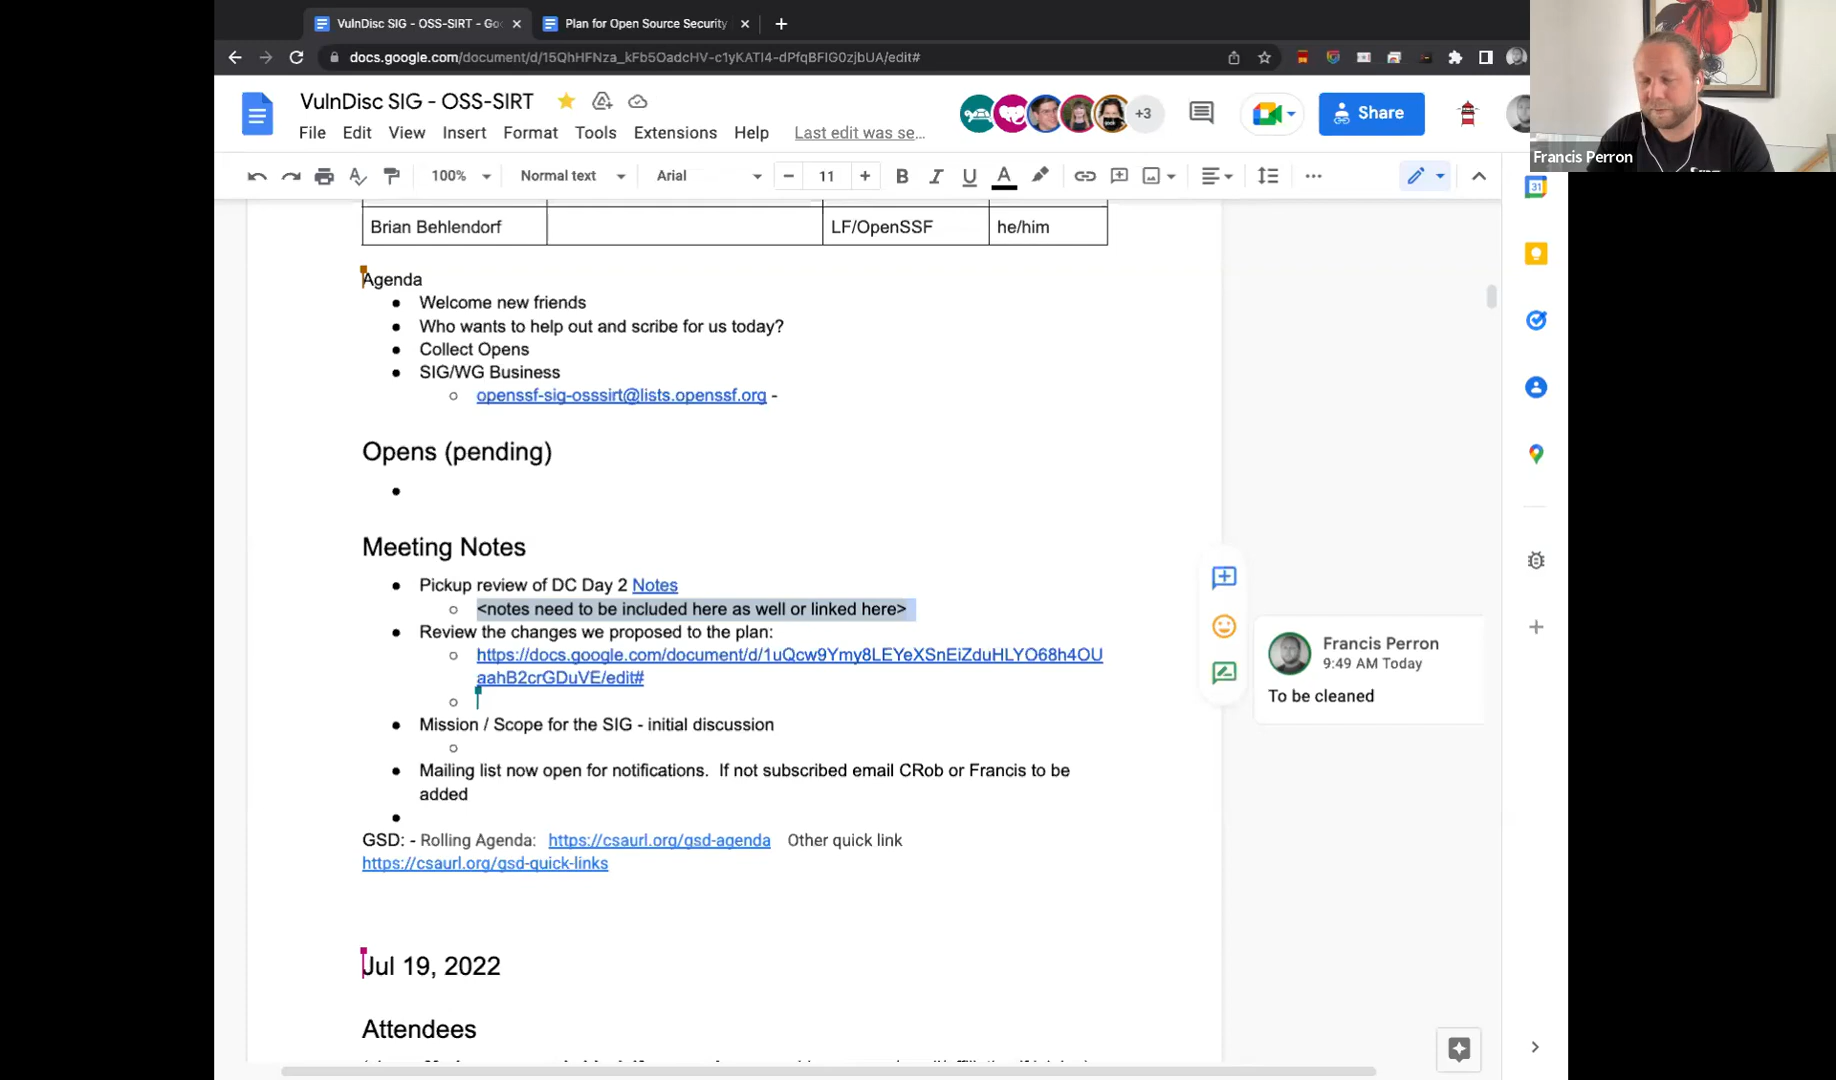 VulnDisc SIG - OSS-SIRT - Goo
Plan for Open Source Security
docs.google.com/document/d/15QhHFNza_kFb5OadcHV-c1yKATI4-dPfqBFIG0zjbUA/edit#
VulnDisc SIG - OSS-SIRT
+3
Share
File Edit View Insert Format Tools Extensions Help Last edit was se...
Francis Perron
100% Normal text Arial 11 B I U A
31
Brian Behlendorf LF/OpenSSF he/him
Agenda
Welcome new friends
Who wants to help out and scribe for us today?
Collect Opens
SIG/WG Business
openssf-sig-osssirt@lists.openssf.org -
Opens (pending)
Meeting Notes
Pickup review of DC Day 2 Notes
<notes need to be included here as well or linked here>
Review the changes we proposed to the plan:
https://docs.google.com/document/d/1uQcw9Ymy8LEYeXSnEiZduHLYO68h4OU
aahB2crGDuVE/edit#
Francis Perron
9:49 AM Today
To be cleaned
Mission / Scope for the SIG - initial discussion
Mailing list now open for notifications. If not subscribed email CRob or Francis to be
added
GSD: - Rolling Agenda: https://csaurl.org/gsd-agenda Other quick link
https://csaurl.org/gsd-quick-links
Jul 19, 2022
Attendees